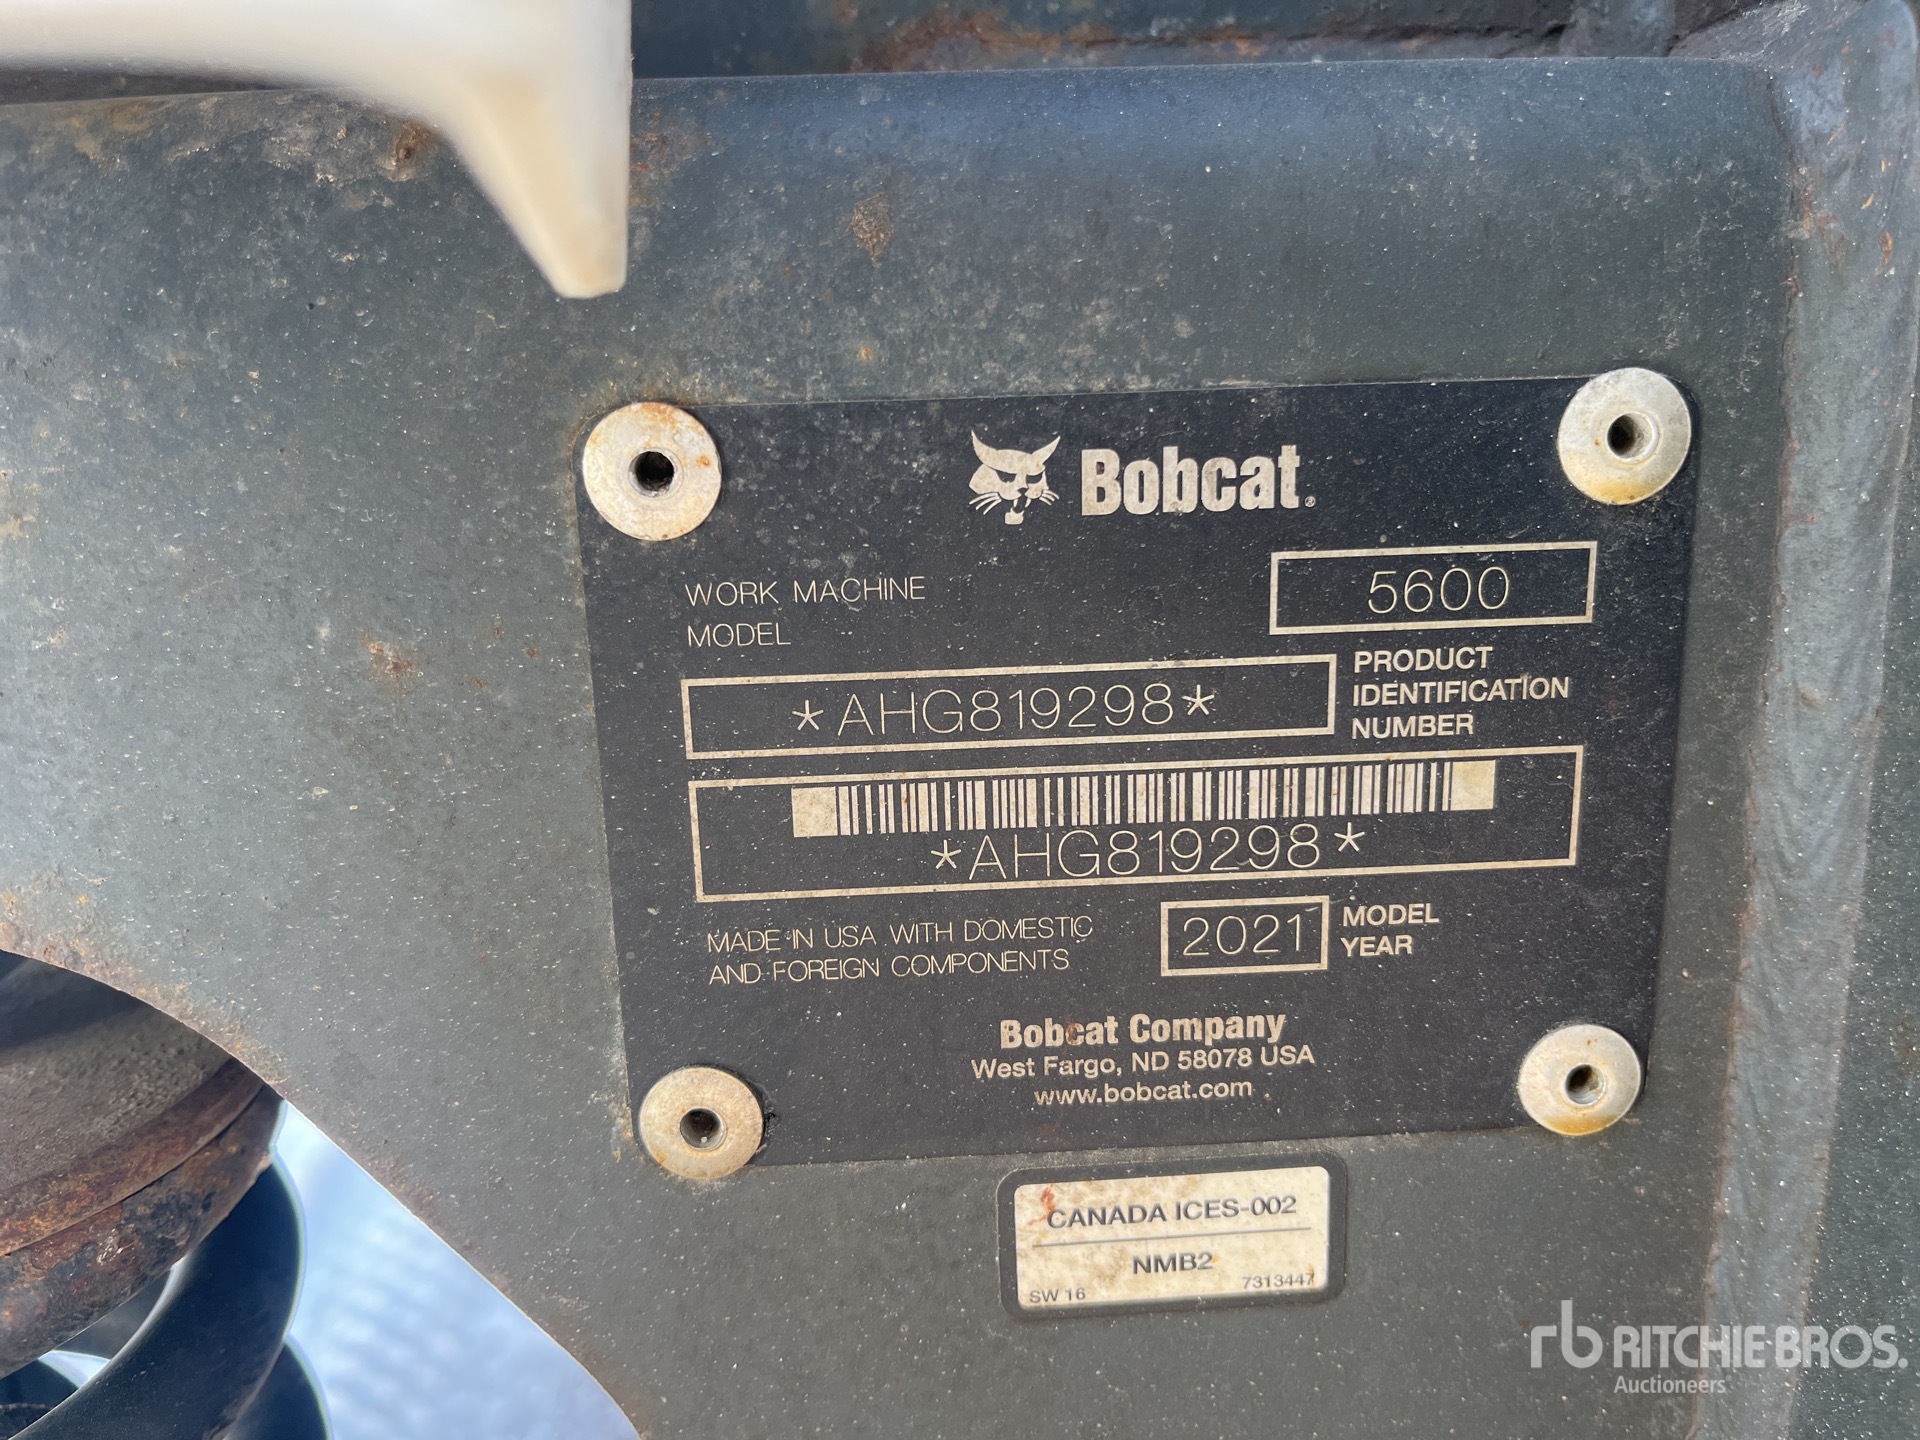 Bobcat®
WORK MACHINE
MODEL
5600
*AHG819298*
PRODUCT
IDENTIFICATION
NUMBER
*AHG819298*
MADE IN USA WITH DOMESTIC
AND FOREIGN COMPONENTS
2021
MODEL
YEAR
Bobcat Company
West Fargo, ND 58078 USA
www.bobcat.com
CANADA ICES-002
NMB2
SW 16
7313447
rb RITCHIE BROS.
Auctioneers